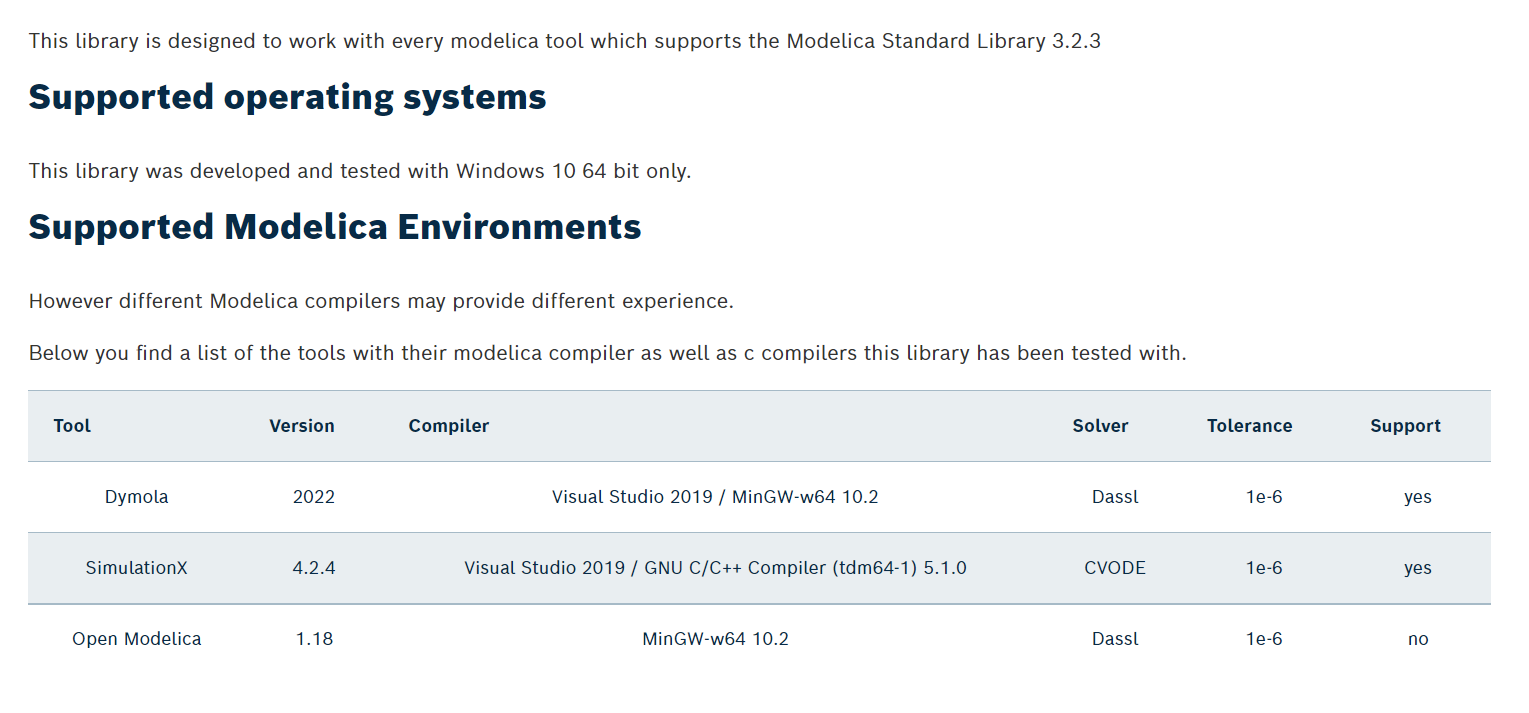 This library is designed to work with every modelica tool which supports the Modelica Standard Library 3.2.3
Supported operating systems
This library was developed and tested with Windows 10 64 bit only.
Supported Modelica Environments
However different Modelica compilers may provide different experience.
Below you find a list of the tools with their modelica compiler as well as c compilers this library has been tested with.
Tool Version Compiler Solver Tolerance Support
Dymola 2022 Visual Studio 2019 / MinGW-w64 10.2 Dassl 1e-6 yes
SimulationX 4.2.4 Visual Studio 2019 / GNU C/C++ Compiler (tdm64-1) 5.1.0 CVODE 1e-6 yes
Open Modelica 1.18 MinGW-w64 10.2 Dassl 1e-6 no